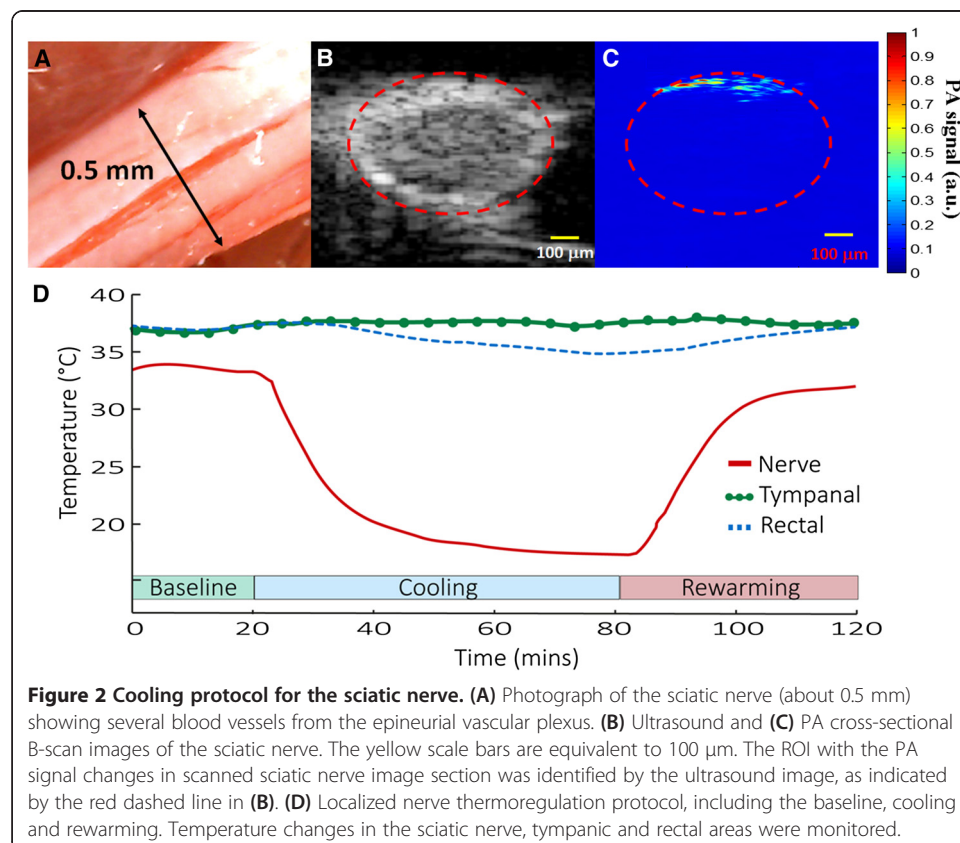 A
B
C
0.5 mm
100 µm
100 µm
1
0.9
0.8
0.7
0.6
0.5
0.4
0.3
0.2
0.1
0
PA signal (a.u.)
D
40
35
30
25
20
Temperature (°C)
Nerve
Tympanal
Rectal
Baseline
Cooling
Rewarming
0 20 40 60 80 100 120
Time (mins)
Figure 2 Cooling protocol for the sciatic nerve. (A) Photograph of the sciatic nerve (about 0.5 mm)
showing several blood vessels from the epineurial vascular plexus. (B) Ultrasound and (C) PA cross-sectional
B-scan images of the sciatic nerve. The yellow scale bars are equivalent to 100 µm. The ROI with the PA
signal changes in scanned sciatic nerve image section was identified by the ultrasound image, as indicated
by the red dashed line in (B). (D) Localized nerve thermoregulation protocol, including the baseline, cooling
and rewarming. Temperature changes in the sciatic nerve, tympanic and rectal areas were monitored.